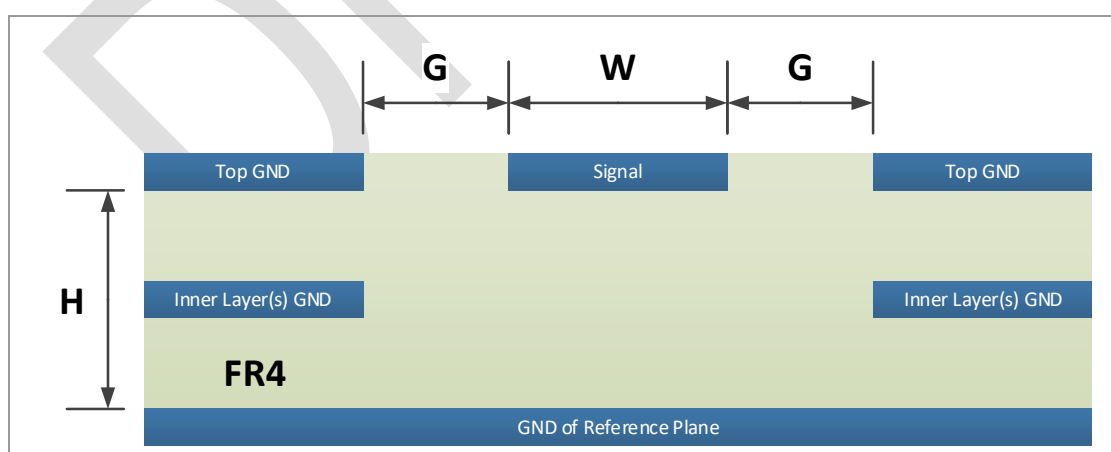 G W G
Top GND Signal Top GND
H
Inner Layer(s) GND Inner Layer(s) GND
FR4
GND of Reference Plane